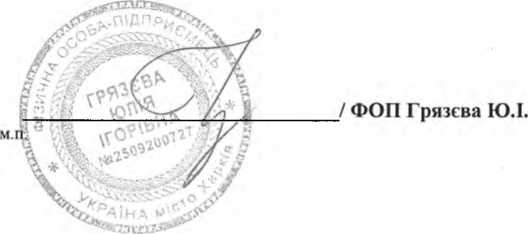 ФІЗИЧНА ОСОБА-ПІДПРИЄМЕЦЬ
ГРЯЗЄВА
ЮЛІЯ
ІГОРІВНА
№2509200727
* УКРАЇНА МІСТО ХАРКІВ *
/ ФОП Грязєва Ю.І.
м.п.